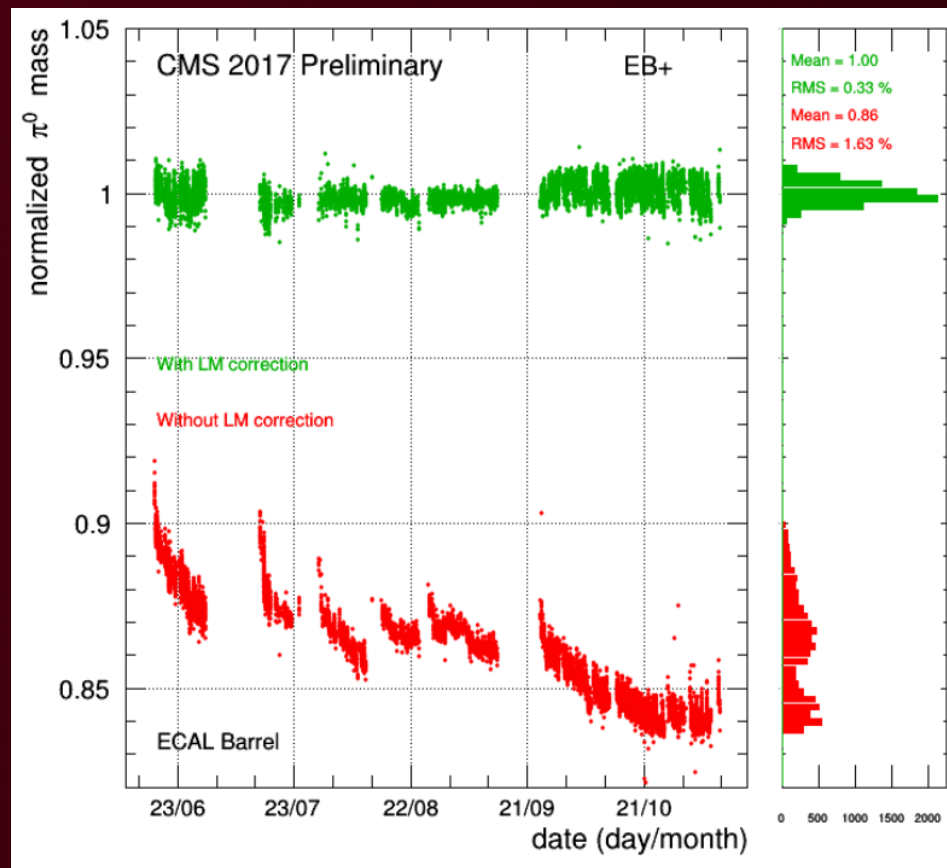 1.05
CMS 2017 Preliminary EB+
Mean = 1.00
RMS = 0.33 %
Mean = 0.86
RMS = 1.63 %
normalized π⁰ mass
1
0.95
With LM correction
Without LM correction
0.9
0.85
ECAL Barrel
23/06 23/07 22/08 21/09 21/10
0 500 1000 1500 2000
date (day/month)